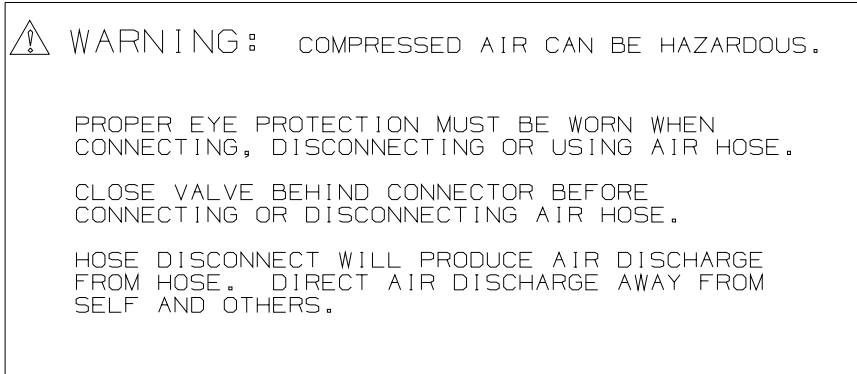 WARNING: COMPRESSED AIR CAN BE HAZARDOUS.
PROPER EYE PROTECTION MUST BE WORN WHEN
CONNECTING, DISCONNECTING OR USING AIR HOSE.
CLOSE VALVE BEHIND CONNECTOR BEFORE
CONNECTING OR DISCONNECTING AIR HOSE.
HOSE DISCONNECT WILL PRODUCE AIR DISCHARGE
FROM HOSE. DIRECT AIR DISCHARGE AWAY FROM
SELF AND OTHERS.